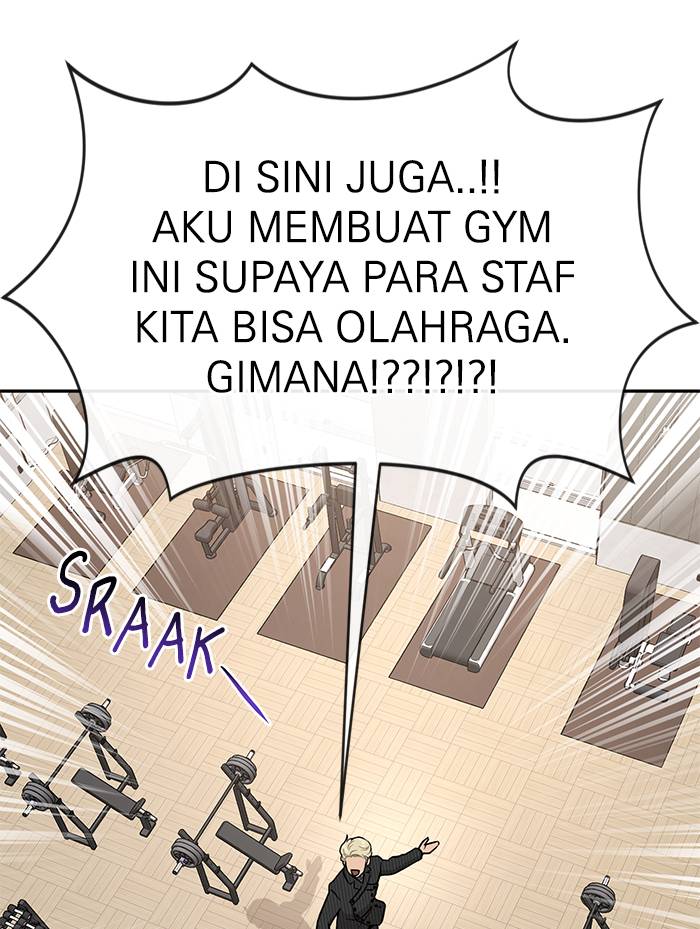 DI SINI JUGA..!!
AKU MEMBUAT GYM
INI SUPAYA PARA STAF
KITA BISA OLAHRAGA.
GIMANA!??!?!?!
SRAAK